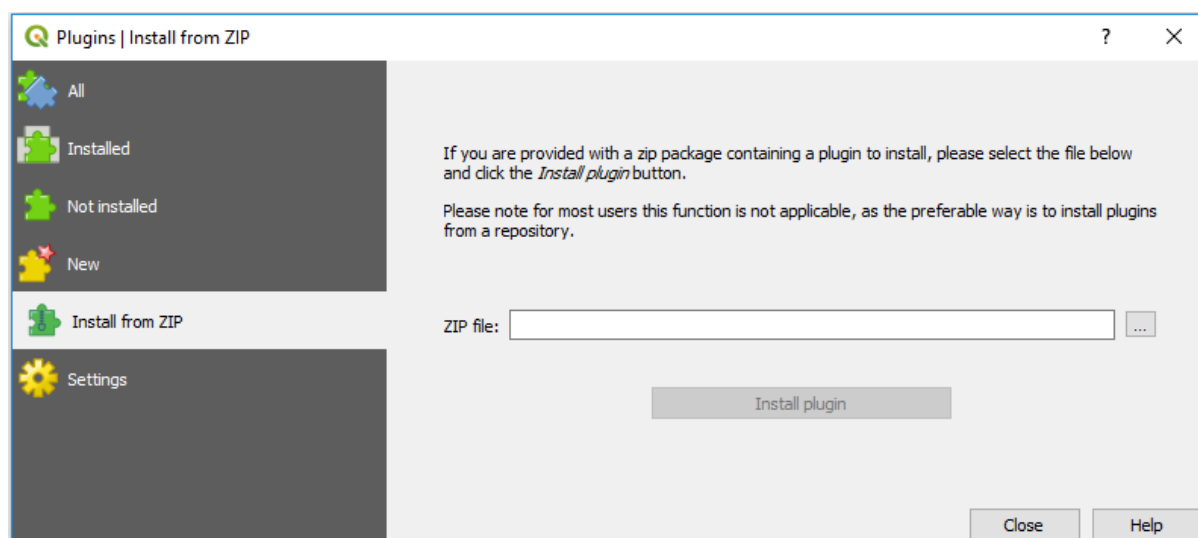 Plugins | Install from ZIP
?
All
Installed
Not installed
New
Install from ZIP
Settings
If you are provided with a zip package containing a plugin to install, please select the file below
and click the Install plugin button.
Please note for most users this function is not applicable, as the preferable way is to install plugins
from a repository.
ZIP file:
...
Install plugin
Close
Help